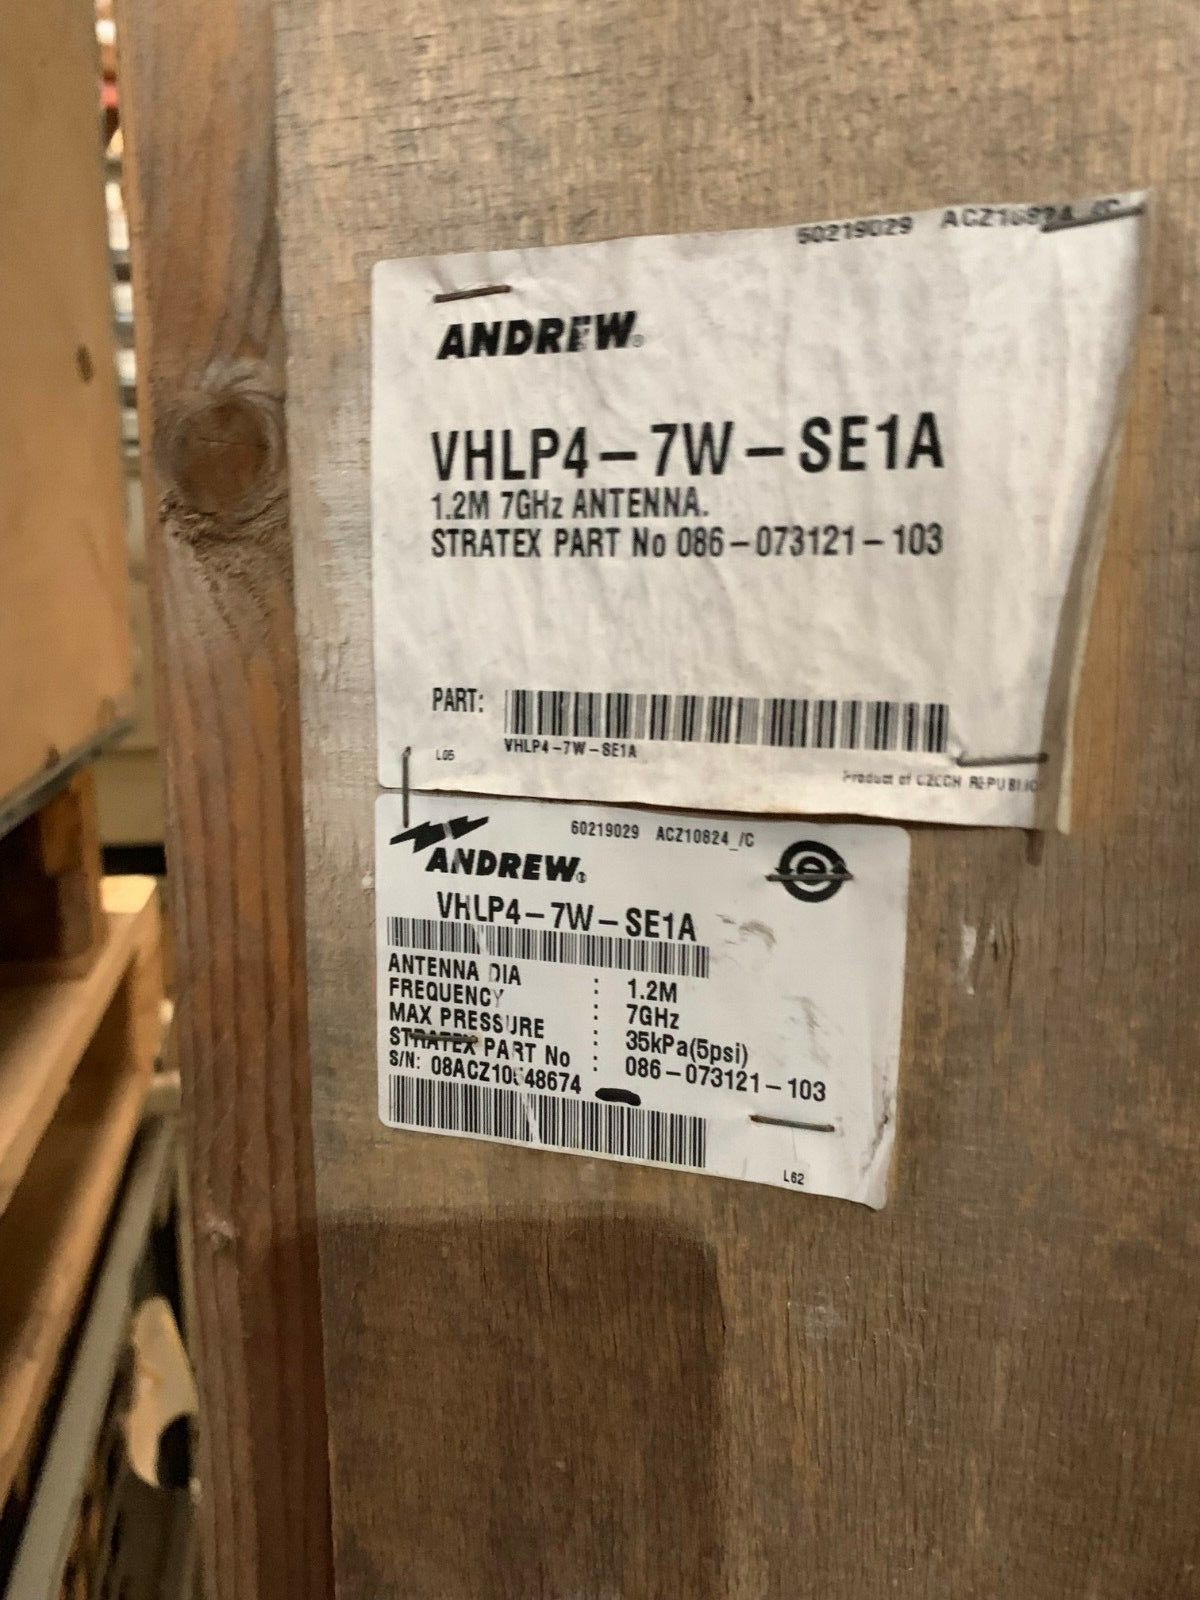 60219029 ACZ10824_/C
ANDREW®
VHLP4-7W-SE1A
1.2M 7GHz ANTENNA.
STRATEX PART No 086-073121-103
PART:
VHLP4-7W-SE1A
L05
Product of CZECH REPUBLIC
60219029 ACZ10824_/C
ANDREW®
VHLP4-7W-SE1A
ANTENNA DIA : 1.2M
FREQUENCY : 7GHz
MAX PRESSURE : 35kPa(5psi)
STRATEX PART No : 086-073121-103
S/N:
L62